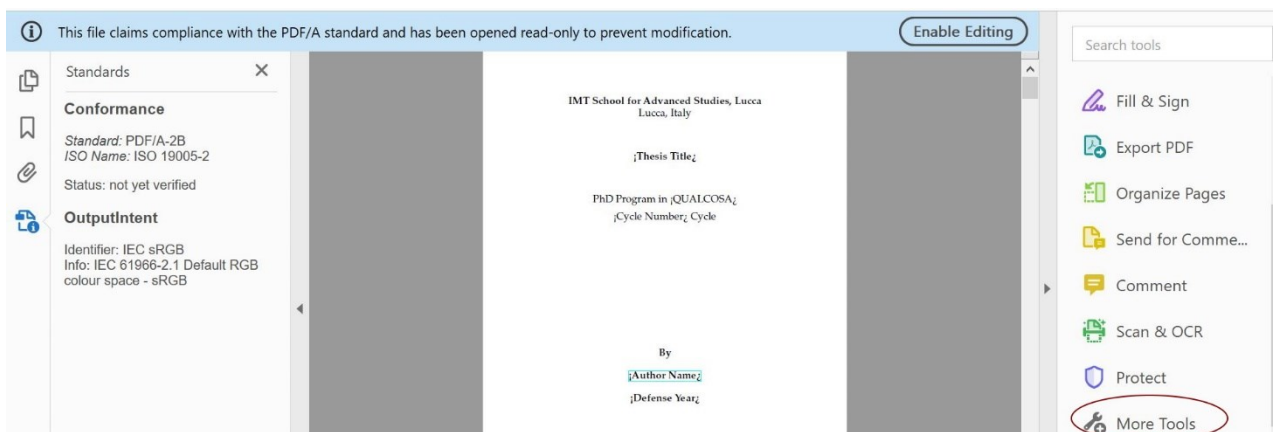 This file claims compliance with the PDF/A standard and has been opened read-only to prevent modification.
Enable Editing
Standards
Conformance
Standard: PDF/A-2B
ISO Name: ISO 19005-2
Status: not yet verified
OutputIntent
Identifier: IEC sRGB
Info: IEC 61966-2.1 Default RGB
colour space - sRGB
IMT School for Advanced Studies, Lucca
Lucca, Italy
¡Thesis Title¿
PhD Program in ¡QUALCOSA¿
¡Cycle Number¿ Cycle
By
¡Author Name¿
¡Defense Year¿
Search tools
Fill & Sign
Export PDF
Organize Pages
Send for Comme...
Comment
Scan & OCR
Protect
More Tools